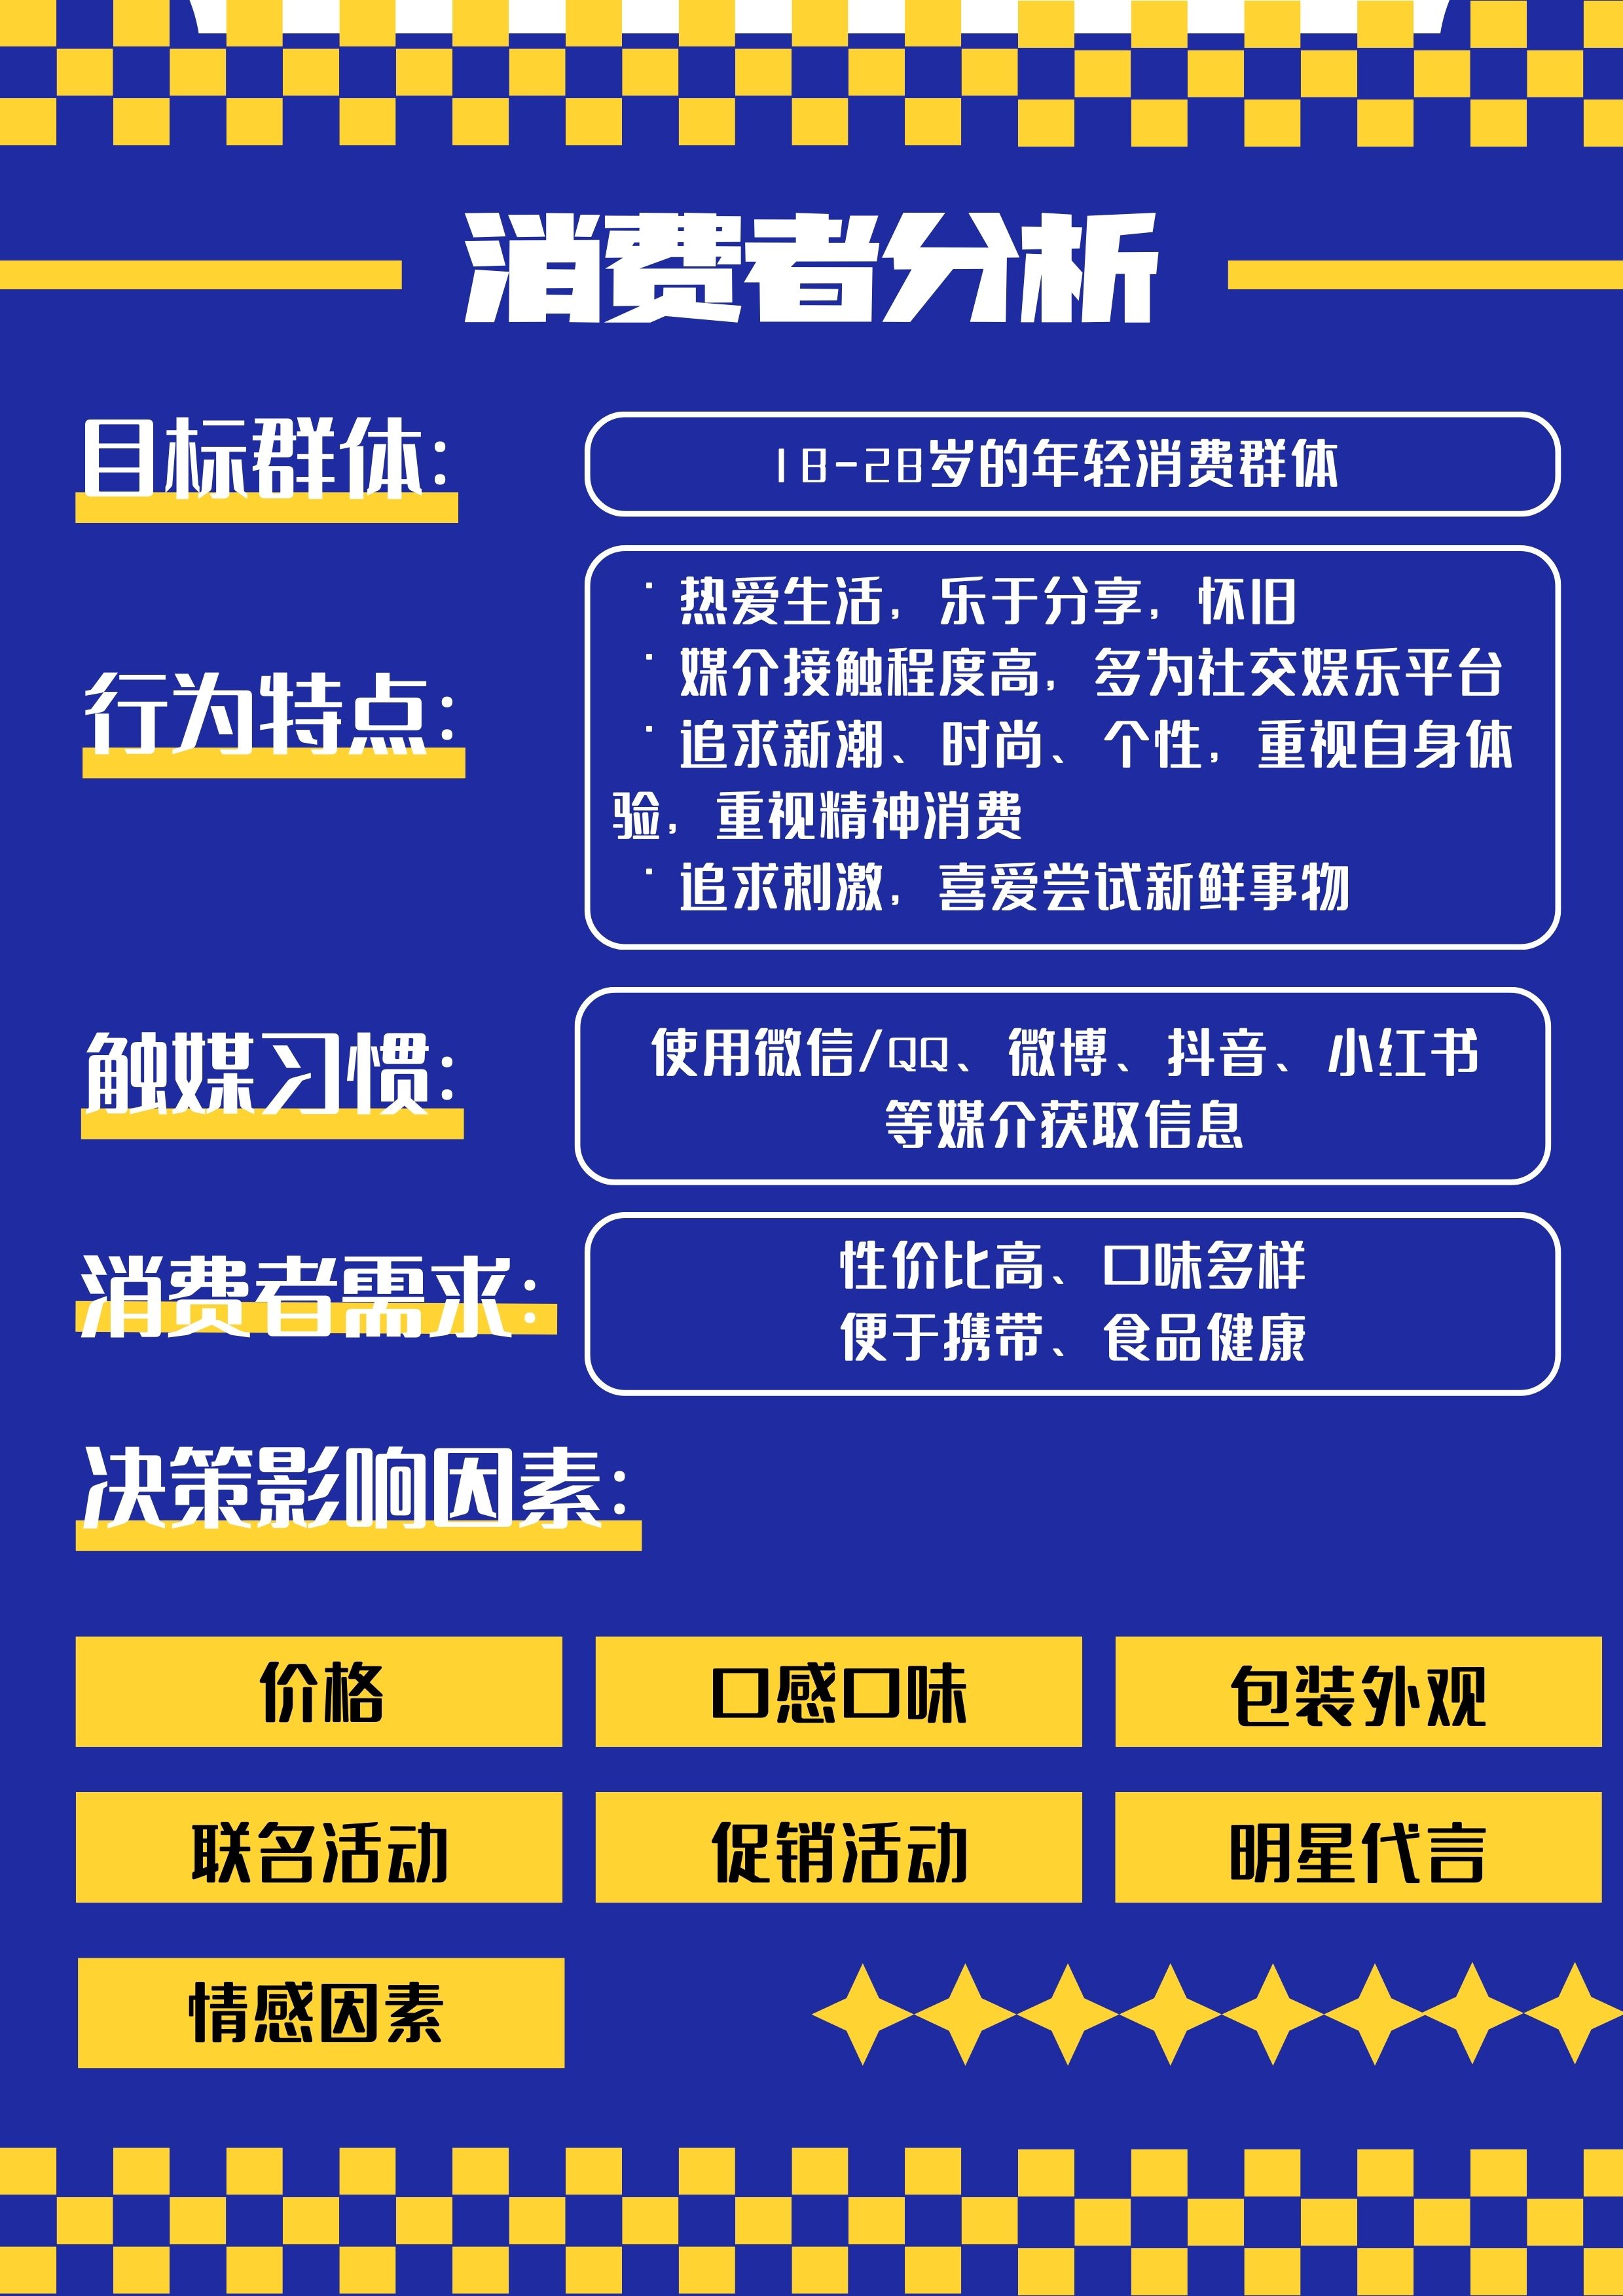 消费者分析
目标群体:
18-28岁的年轻消费群体
行为特点:
· 热爱生活，乐于分享，怀旧
· 媒介接触程度高，多为社交娱乐平台
· 追求新潮、时尚、个性，重视自身体
验，重视精神消费
· 追求刺激，喜爱尝试新鲜事物
触媒习惯:
使用微信/QQ、微博、抖音、小红书
等媒介获取信息
消费者需求:
性价比高、口味多样
便于携带、食品健康
决策影响因素:
价格
口感口味
包装外观
联名活动
促销活动
明星代言
情感因素